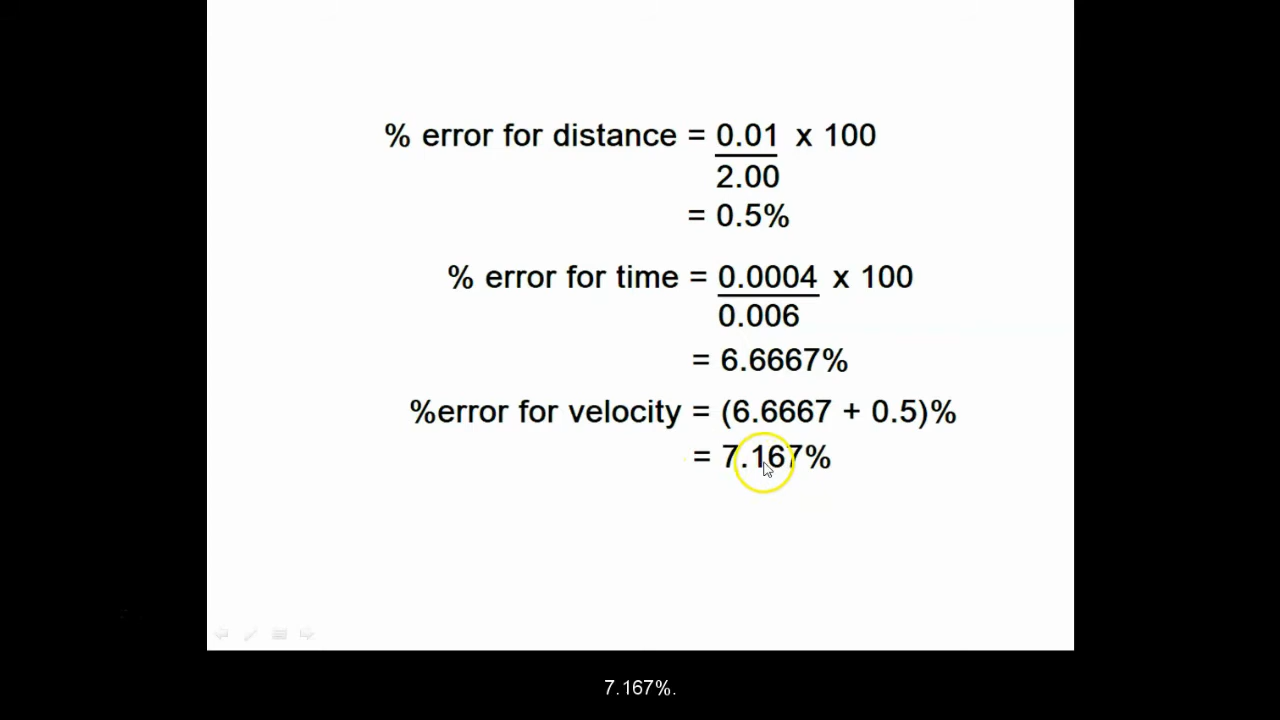 % error for distance = 0.01 x 100
2.00
= 0.5%
% error for time = 0.0004 x 100
0.006
= 6.6667%
%error for velocity = (6.6667 + 0.5)%
= 7.167%
7.167%.